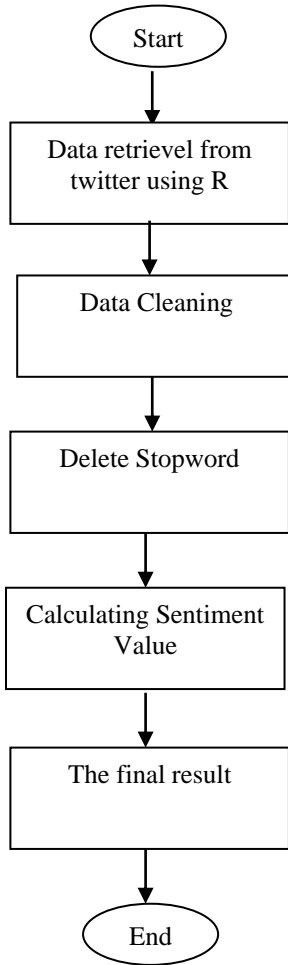 Start
Data retrievel from
twitter using R
Data Cleaning
Delete Stopword
Calculating Sentiment
Value
The final result
End